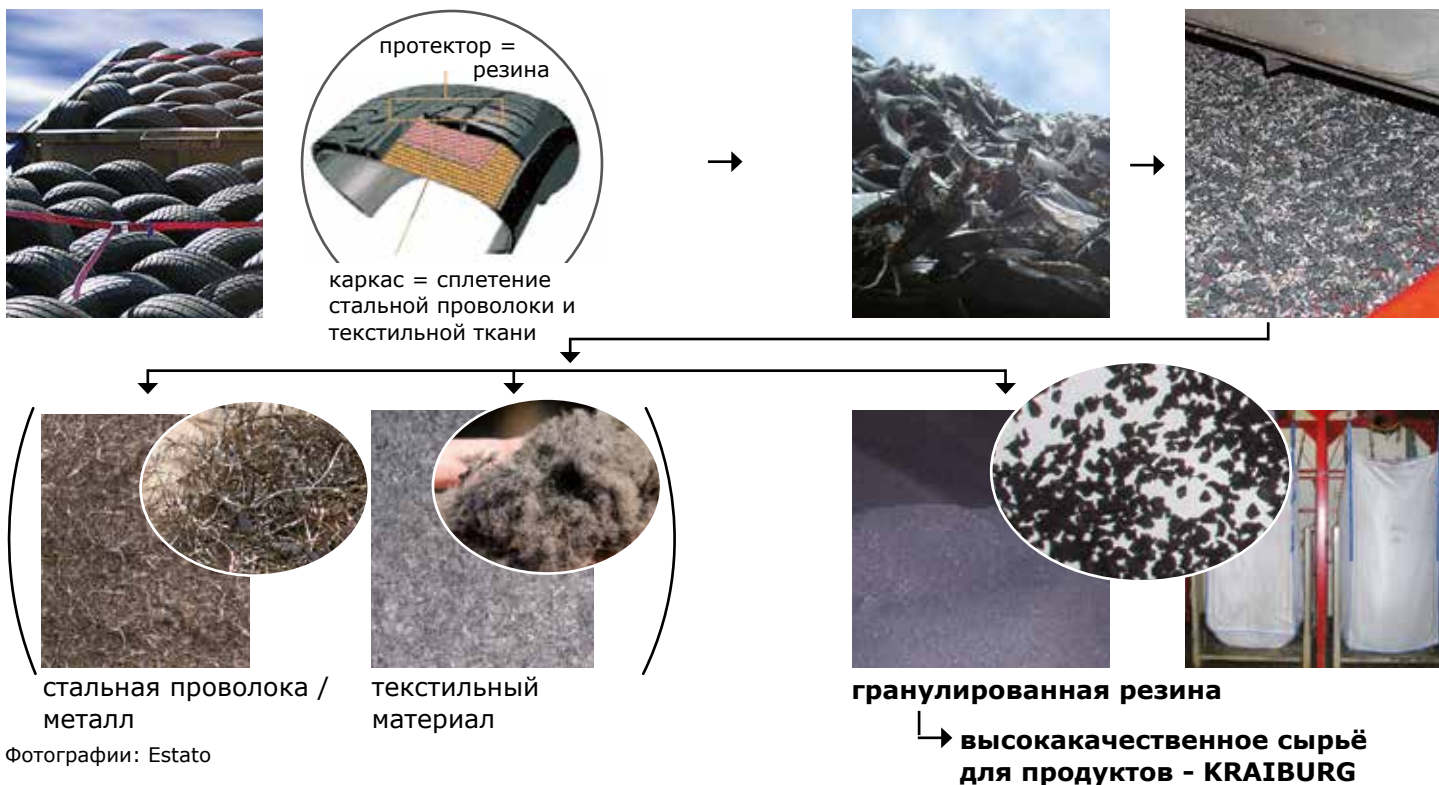 протектор =
резина
каркас = сплетение
стальной проволоки и
текстильной ткани
стальная проволока /
металл
текстильный
материал
гранулированная резина
высокакачественное сырьё
для продуктов - KRAIBURG
Фотографии: Estato